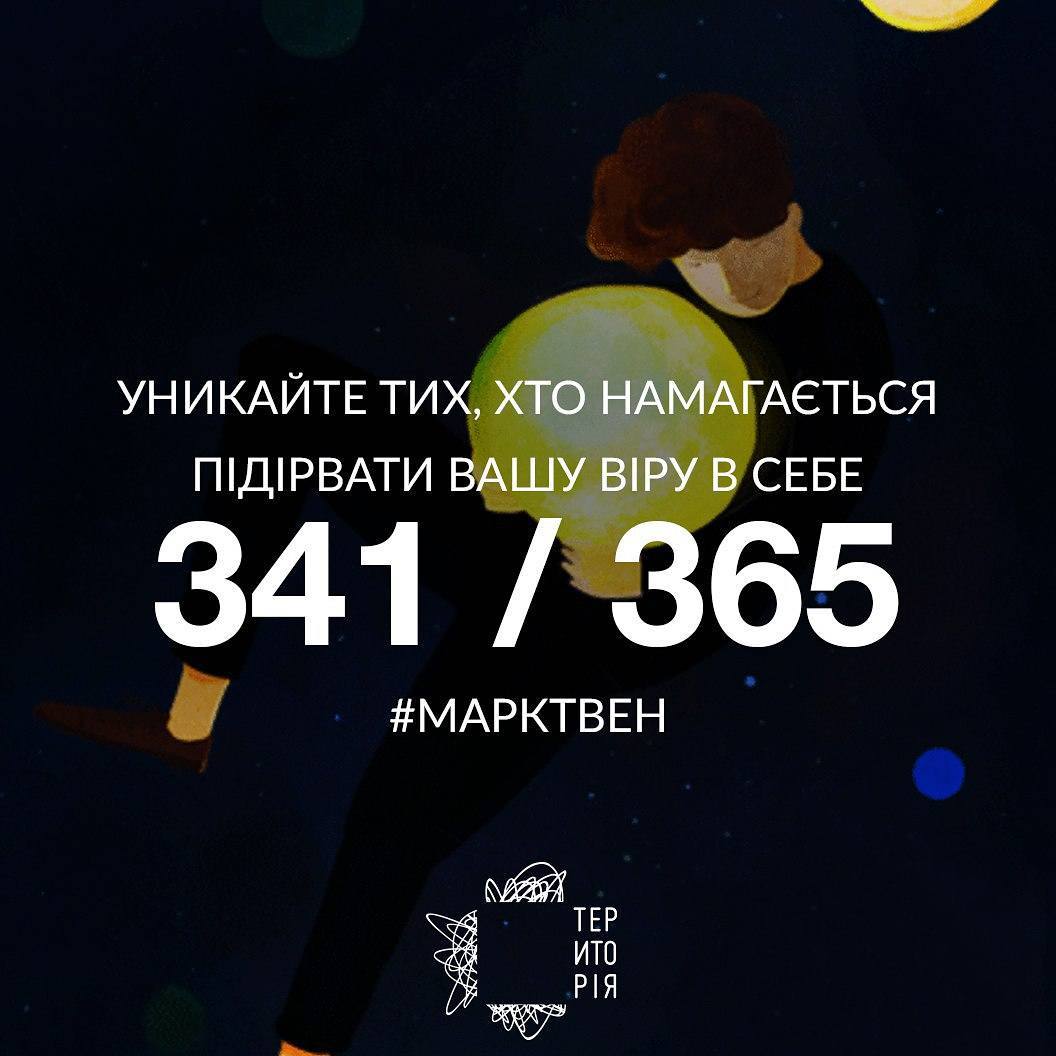 УНИКАЙТЕ ТИХ, ХТО НАМАГАЄТЬСЯ
ПІДІРВАТИ ВАШУ ВІРУ В СЕБЕ
341 / 365
#МАРКТВЕН
ТЕР
ИТО
РІЯ